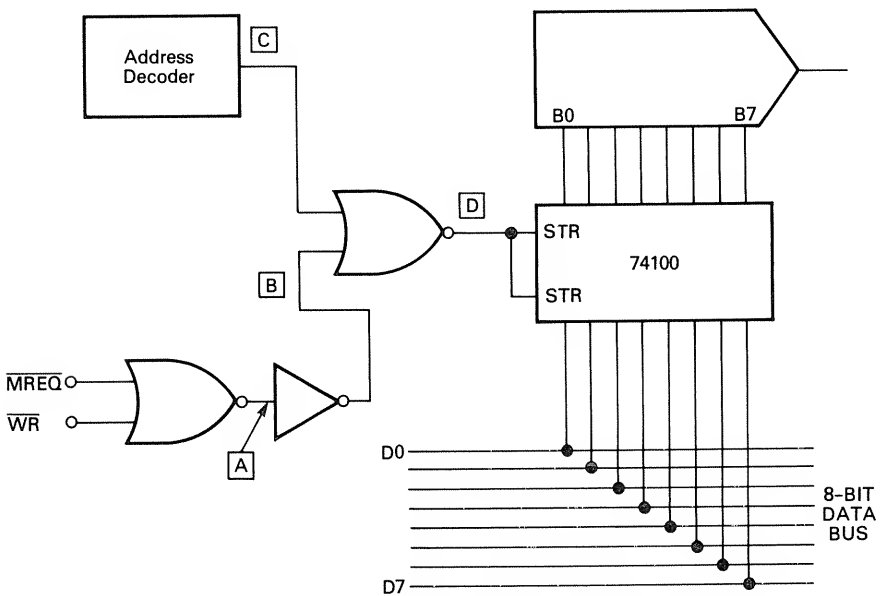 C
Address
Decoder
B0
B7
D
STR
74100
STR
B
MREQ
WR
A
D0
8-BIT
DATA
BUS
D7